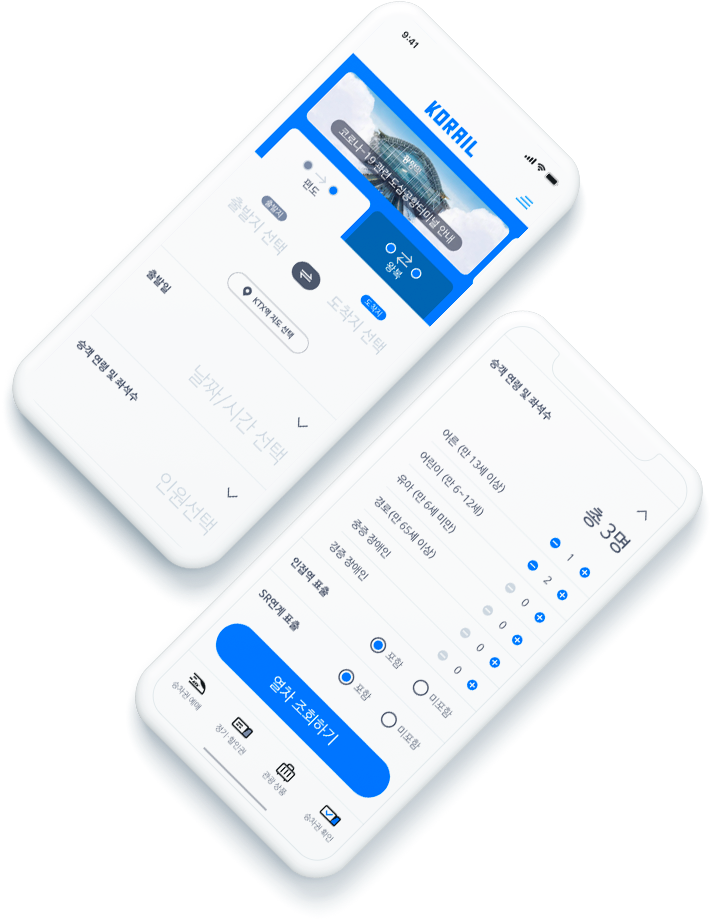 9:41
KORAIL
코로나-19 관련 도심공항터미널 안내
편도
왕복
출발지
출발지 선택
도착지
도착지 선택
KTX역 지도 선택
출발일
날짜/시간 선택
승객 연령 및 좌석수
인원선택
승객 연령 및 좌석수
총 3명
어른 (만 13세 이상)
1
어린이 (만 6~12세)
2
유아 (만 6세 미만)
0
경로(만 65세 이상)
0
중증 장애인
0
경증 장애인
0
인접역 표출
포함
미포함
SR연계 표출
포함
미포함
열차 조회하기
승차권 예매
정기 할인권
관광 상품
승차권 확인